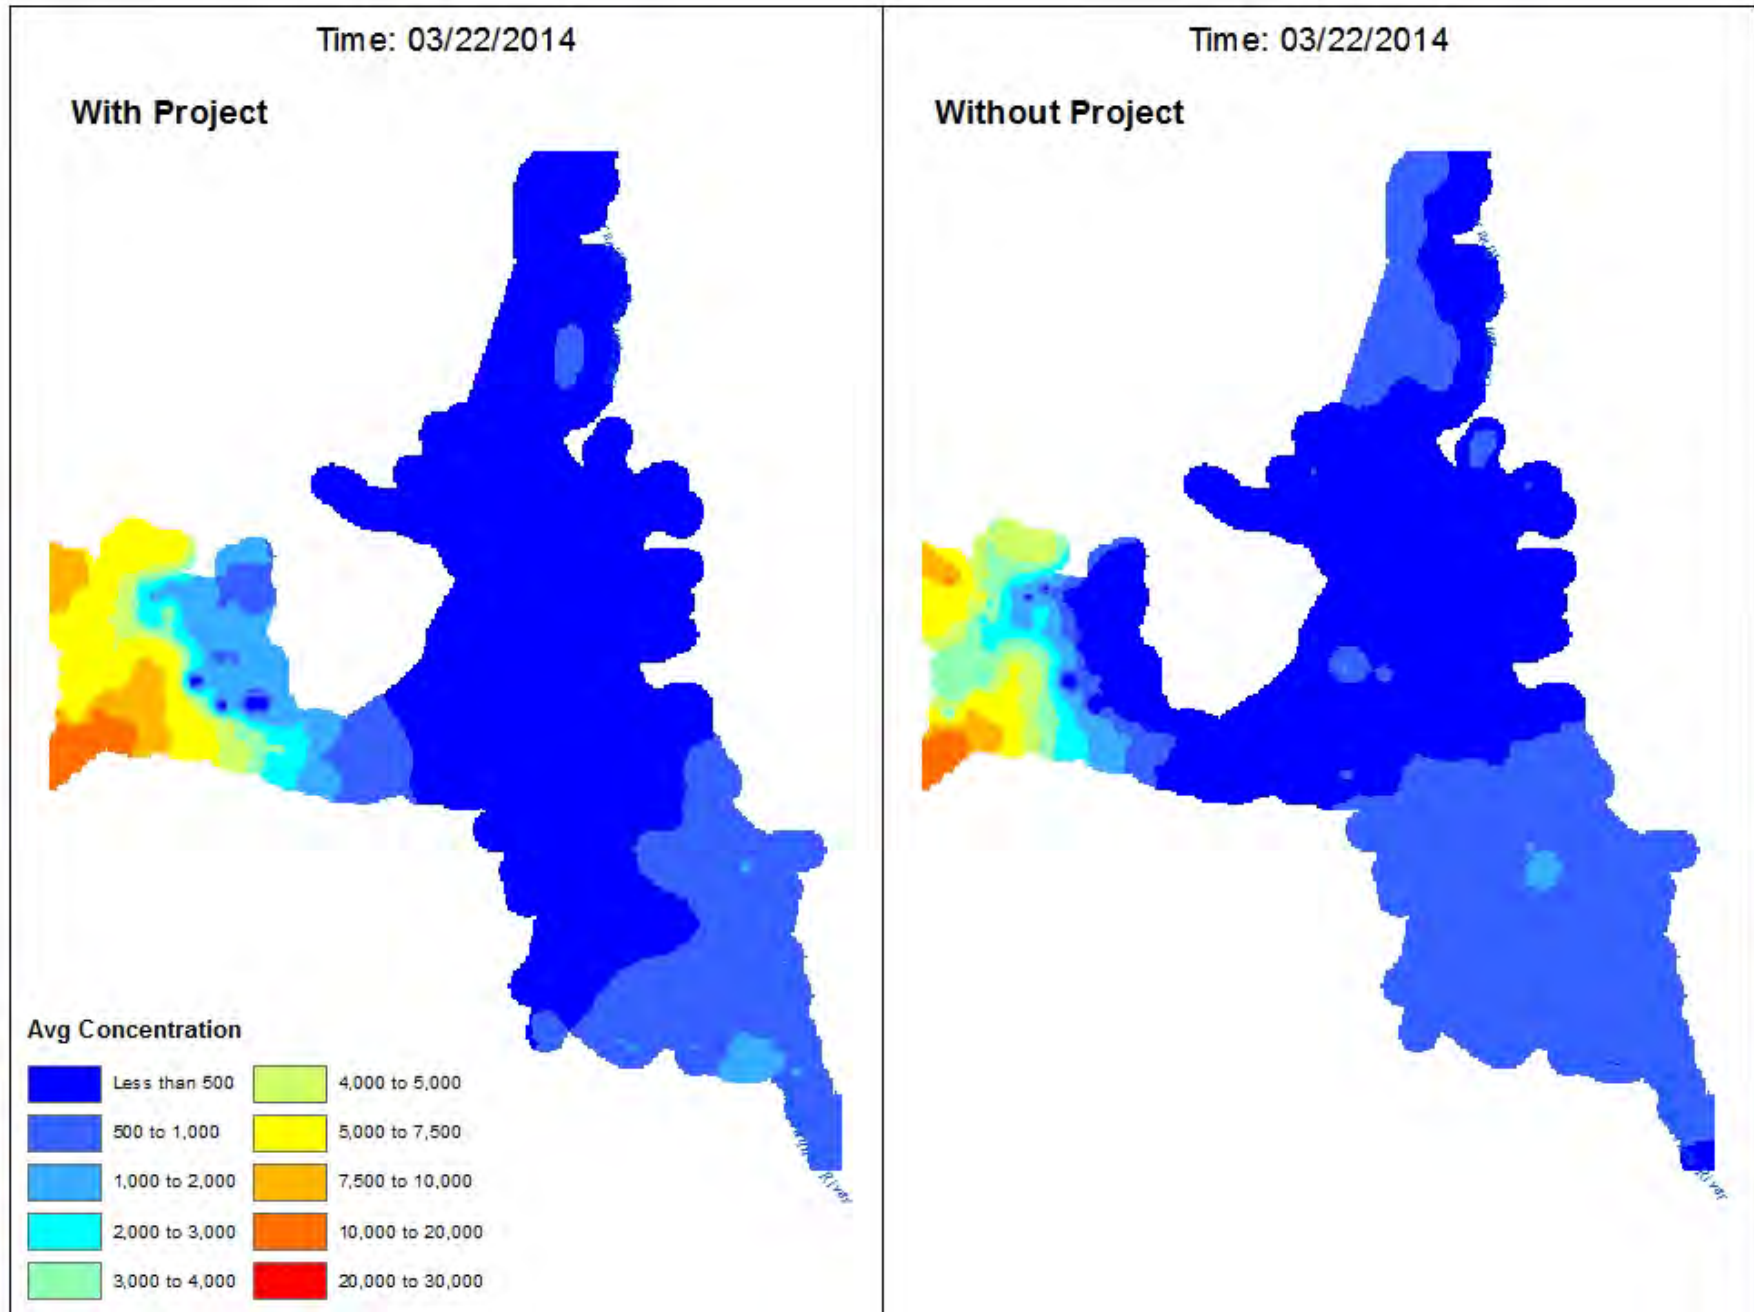 Time: 03/22/2014
With Project
Avg Concentration
Less than 500
500 to 1,000
1,000 to 2,000
2,000 to 3,000
3,000 to 4,000
4,000 to 5,000
5,000 to 7,500
7,500 to 10,000
10,000 to 20,000
20,000 to 30,000
River
Time: 03/22/2014
Without Project
River